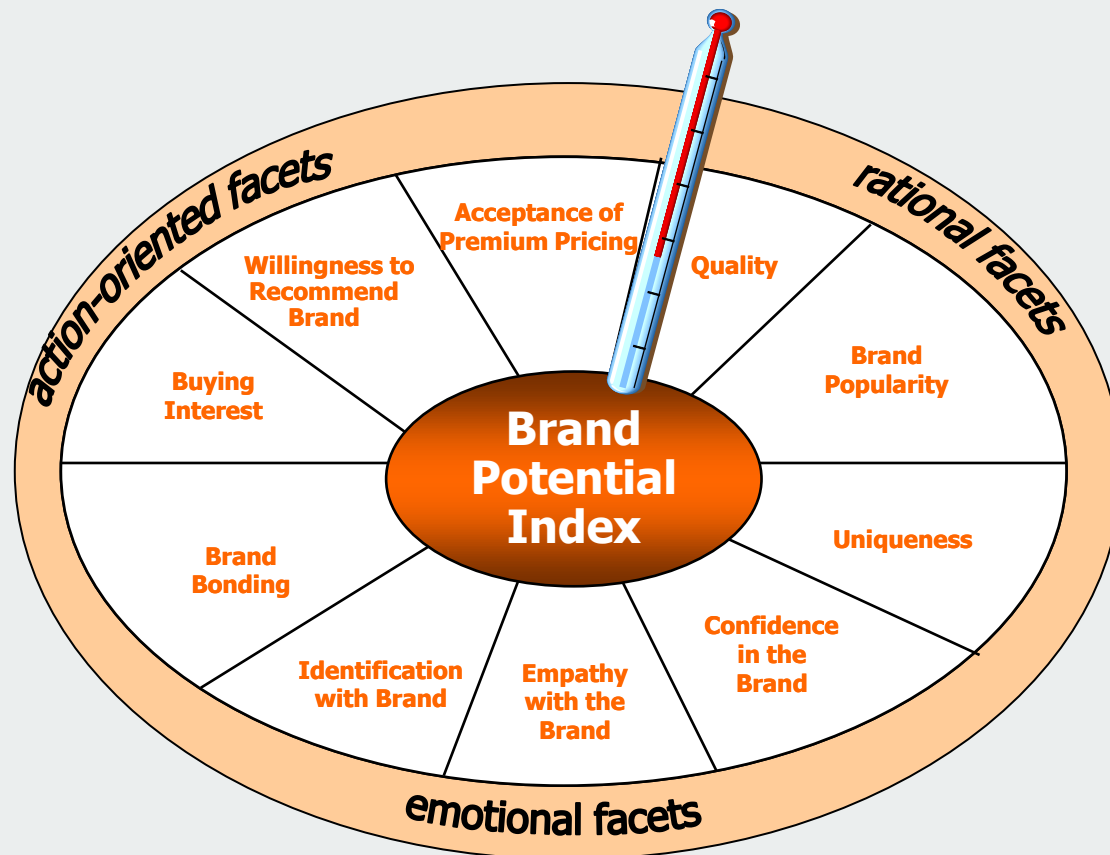 action-oriented facets
rational facets
Acceptance of
Premium Pricing
Quality
Willingness to
Recommend
Brand
Brand
Popularity
Buying
Interest
Brand
Potential
Index
Uniqueness
Brand
Bonding
Confidence
in the
Brand
Identification
with Brand
Empathy
with the
Brand
emotional facets